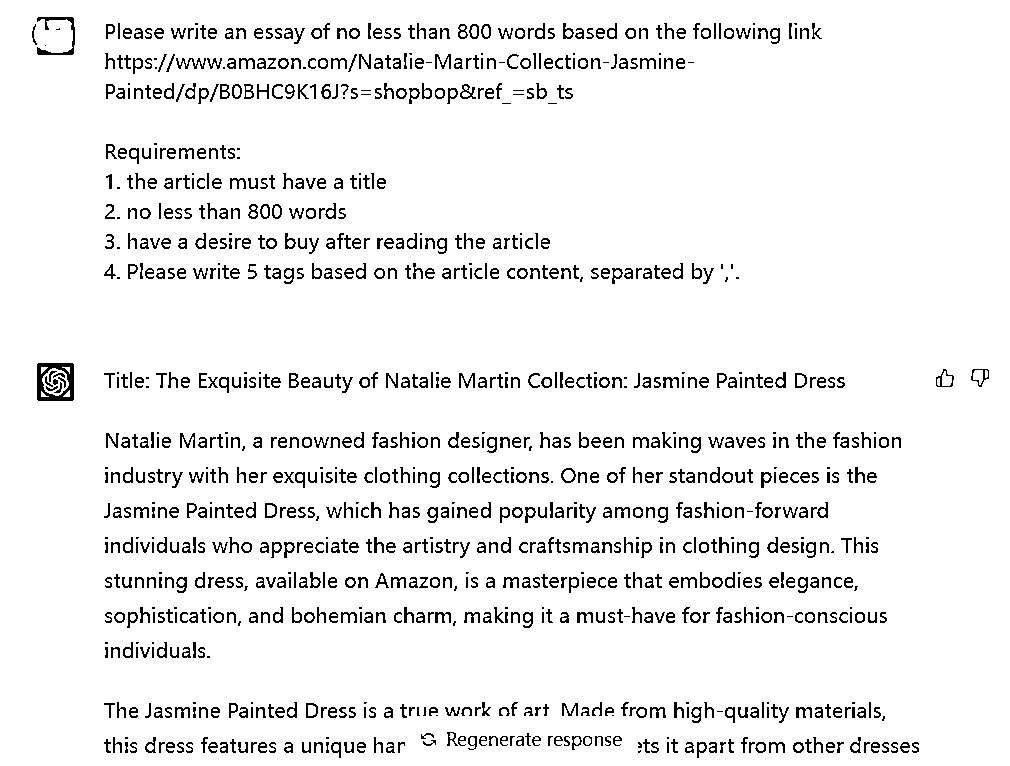 Please write an essay of no less than 800 words based on the following link
https://www.amazon.com/Natalie-Martin-Collection-Jasmine-
Painted/dp/B0BHC9K16J?s=shopbop&ref_=sb_ts
Requirements:
1. the article must have a title
2. no less than 800 words
3. have a desire to buy after reading the article
4. Please write 5 tags based on the article content, separated by ','.
Title: The Exquisite Beauty of Natalie Martin Collection: Jasmine Painted Dress
Natalie Martin, a renowned fashion designer, has been making waves in the fashion
industry with her exquisite clothing collections. One of her standout pieces is the
Jasmine Painted Dress, which has gained popularity among fashion-forward
individuals who appreciate the artistry and craftsmanship in clothing design. This
stunning dress, available on Amazon, is a masterpiece that embodies elegance,
sophistication, and bohemian charm, making it a must-have for fashion-conscious
individuals.
The Jasmine Painted Dress is a true work of art. Made from high-quality materials,
this dress features a unique it apart from other dresses
Regenerate response